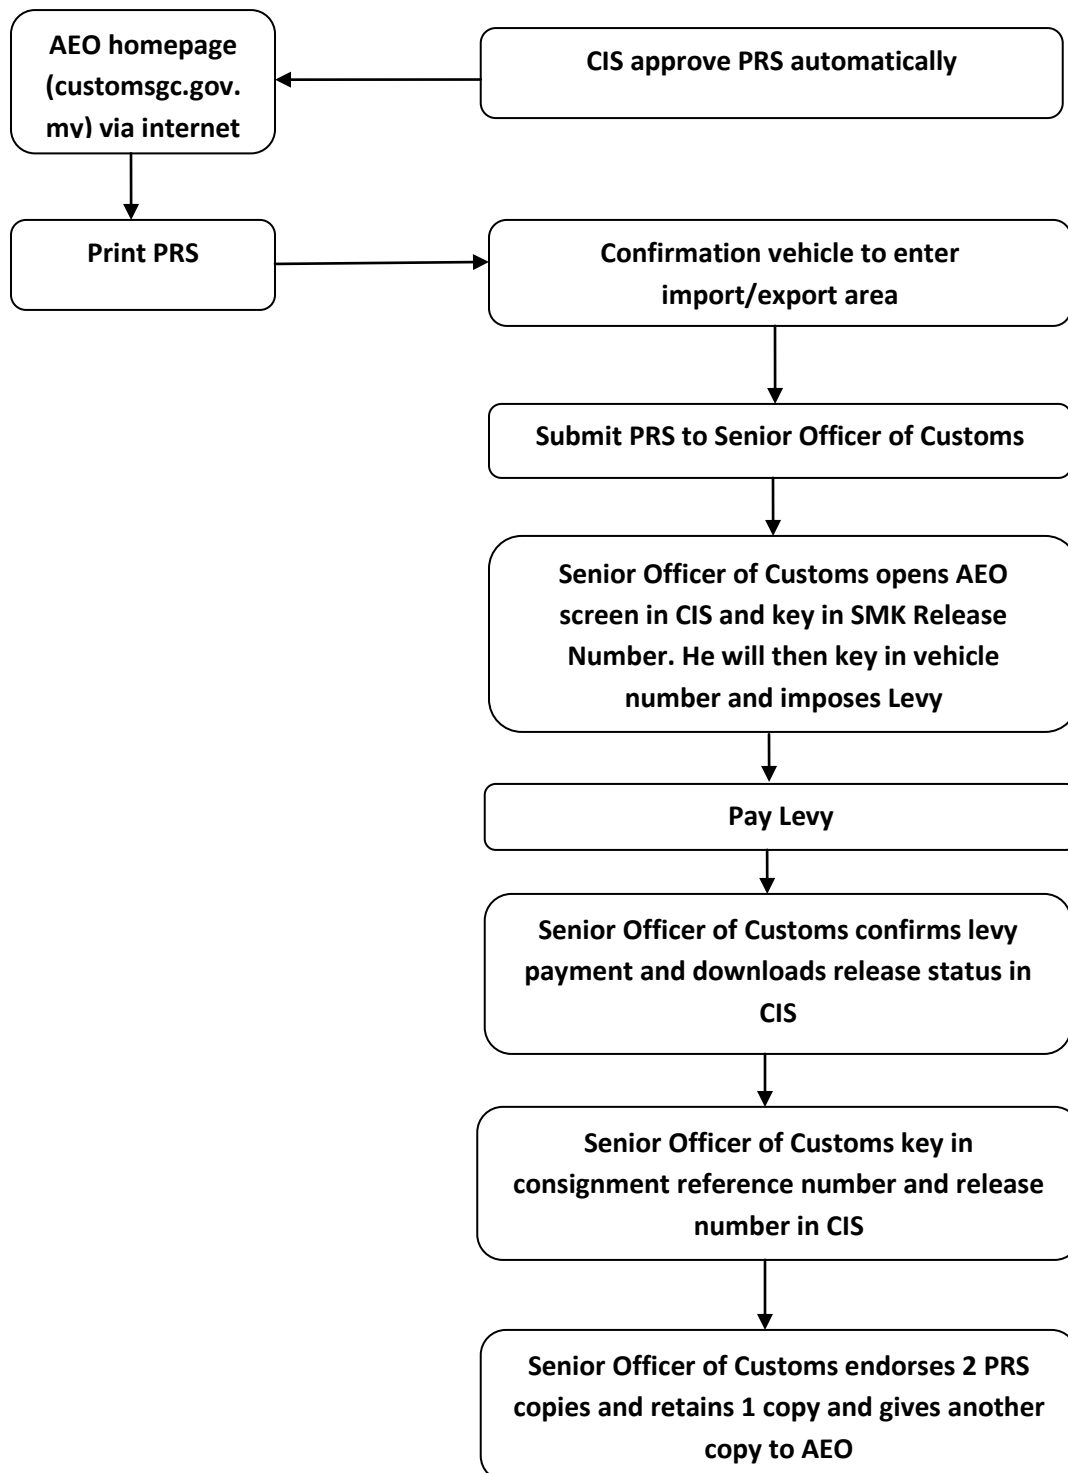 AEO homepage
(customsgc.gov.
my) via internet
CIS approve PRS automatically
Print PRS
Confirmation vehicle to enter
import/export area
Submit PRS to Senior Officer of Customs
Senior Officer of Customs opens AEO
screen in CIS and key in SMK Release
Number. He will then key in vehicle
number and imposes Levy
Pay Levy
Senior Officer of Customs confirms levy
payment and downloads release status in
CIS
Senior Officer of Customs key in
consignment reference number and release
number in CIS
Senior Officer of Customs endorses 2 PRS
copies and retains 1 copy and gives another
copy to AEO